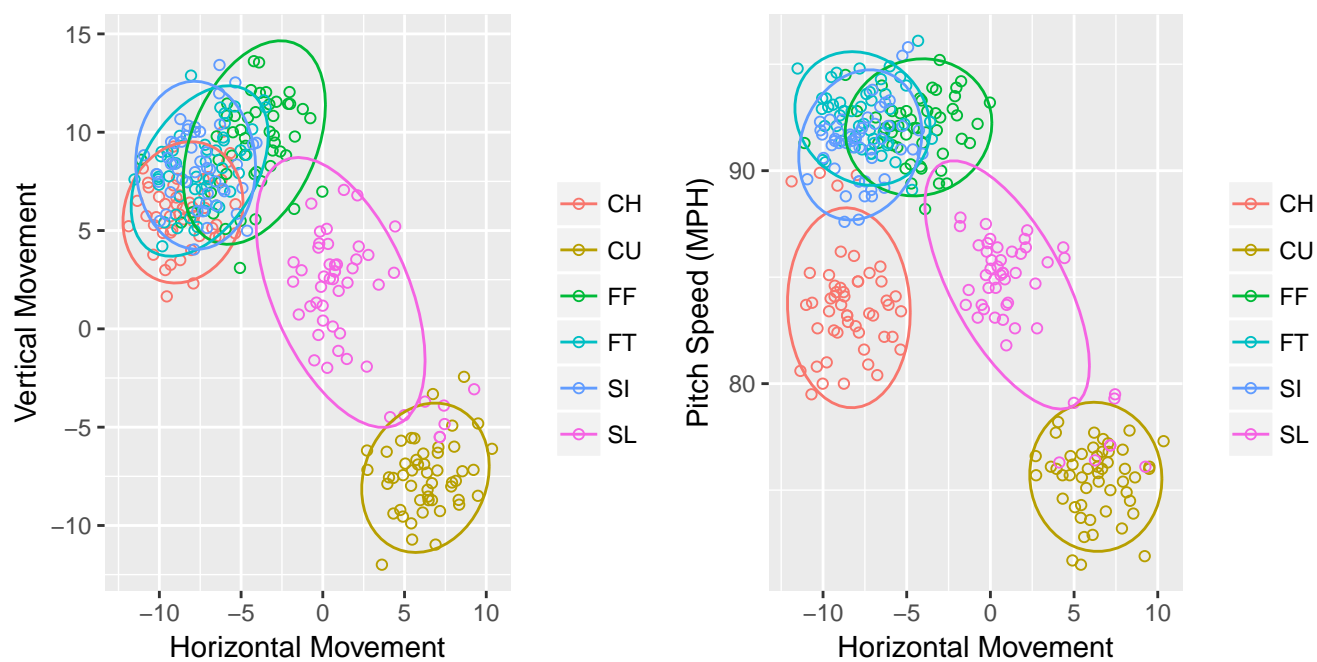 15
10
5
0
−5
−10
Vertical Movement
−10 −5 0 5 10
Horizontal Movement
CH
CU
FF
FT
SI
SL
90
80
Pitch Speed (MPH)
−10 −5 0 5 10
Horizontal Movement
CH
CU
FF
FT
SI
SL